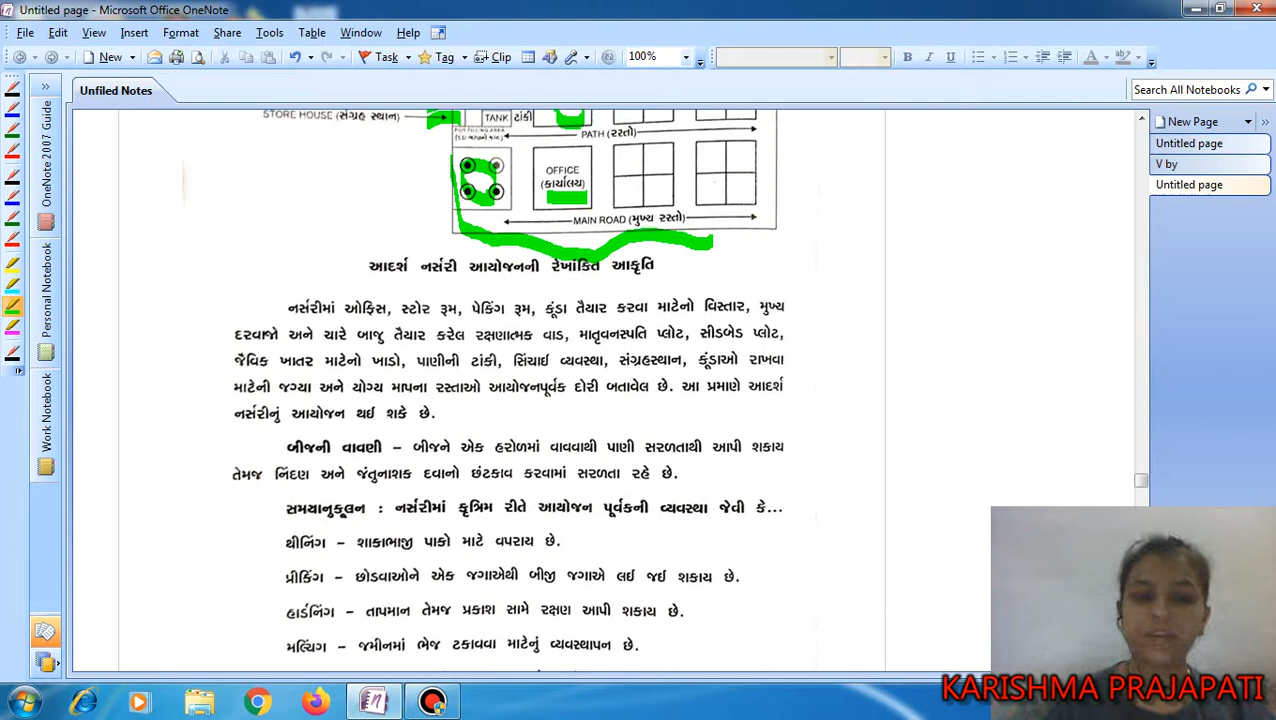 Untitled page - Microsoft Office OneNote
File Edit View Insert Format Share Tools Table Window Help
New Task Tag Clip 100% B I U
Unfiled Notes
Search All Notebooks
New Page
Untitled page
V by
Untitled page
OneNote 2007 Guide
Personal Notebook
Work Notebook
STORE HOUSE (સંગ્રહ સ્થાન)
TANK ટાંકી
PATH (રસ્તો)
OFFICE
(કાર્યાલય)
MAIN ROAD (મુખ્ય રસ્તો)
આદર્શ નર્સરી આયોજનની રેખાંકિત આકૃતિ
નર્સરીમાં ઓફિસ, સ્ટોર રૂમ, પેકિંગ રૂમ, કૂંડા તૈયાર કરવા માટેનો વિસ્તાર, મુખ્ય
દરવાજો અને ચારે બાજુ તૈયાર કરેલ રક્ષણાત્મક વાડ, માતૃવનસ્પતિ પ્લોટ, સીડબેડ પ્લોટ,
જૈવિક ખાતર માટેનો ખાડો, પાણીની ટાંકી, સિંચાઈ વ્યવસ્થા, સંગ્રહસ્થાન, કૂંડાઓ રાખવા
માટેની જગ્યા અને યોગ્ય માપના રસ્તાઓ આયોજનપૂર્વક દોરી બતાવેલ છે. આ પ્રમાણે આદર્શ
નર્સરીનું આયોજન થઈ શકે છે.
બીજની વાવણી – બીજને એક હરોળમાં વાવવાથી પાણી સરળતાથી આપી શકાય
તેમજ નિંદણ અને જંતુનાશક દવાનો છંટકાવ કરવામાં સરળતા રહે છે.
સમયાનુકૂલન : નર્સરીમાં કૃત્રિમ રીતે આયોજન પૂર્વકની વ્યવસ્થા જેવી કે...
થીનિંગ – શાકાભાજી પાકો માટે વપરાય છે.
પ્રીકિંગ – છોડવાઓને એક જગાએથી બીજી જગાએ લઈ જઈ શકાય છે.
હાર્ડનિંગ – તાપમાન તેમજ પ્રકાશ સામે રક્ષણ આપી શકાય છે.
મલ્ચિંગ – જમીનમાં ભેજ ટકાવવા માટેનું વ્યવસ્થાપન છે.
KARISHMA PRAJAPATI